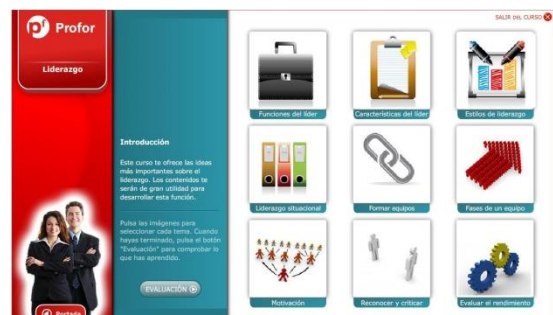 Profor
Liderazgo
SALIR DEL CURSO
Introducción
Este curso te ofrece las ideas
más importantes sobre el
liderazgo. Los contenidos te
serán de gran utilidad para
desarrollar esta función.
Pulsa las imágenes para
seleccionar cada tema. Cuando
hayas terminado, pulsa el botón
"Evaluación" para comprobar lo
que has aprendido.
EVALUACIÓN
Portada
Funciones del líder
Características del líder
Estilos de liderazgo
Liderazgo situacional
Formar equipos
Fases de un equipo
Motivación
Reconocer y criticar
Evaluar el rendimiento